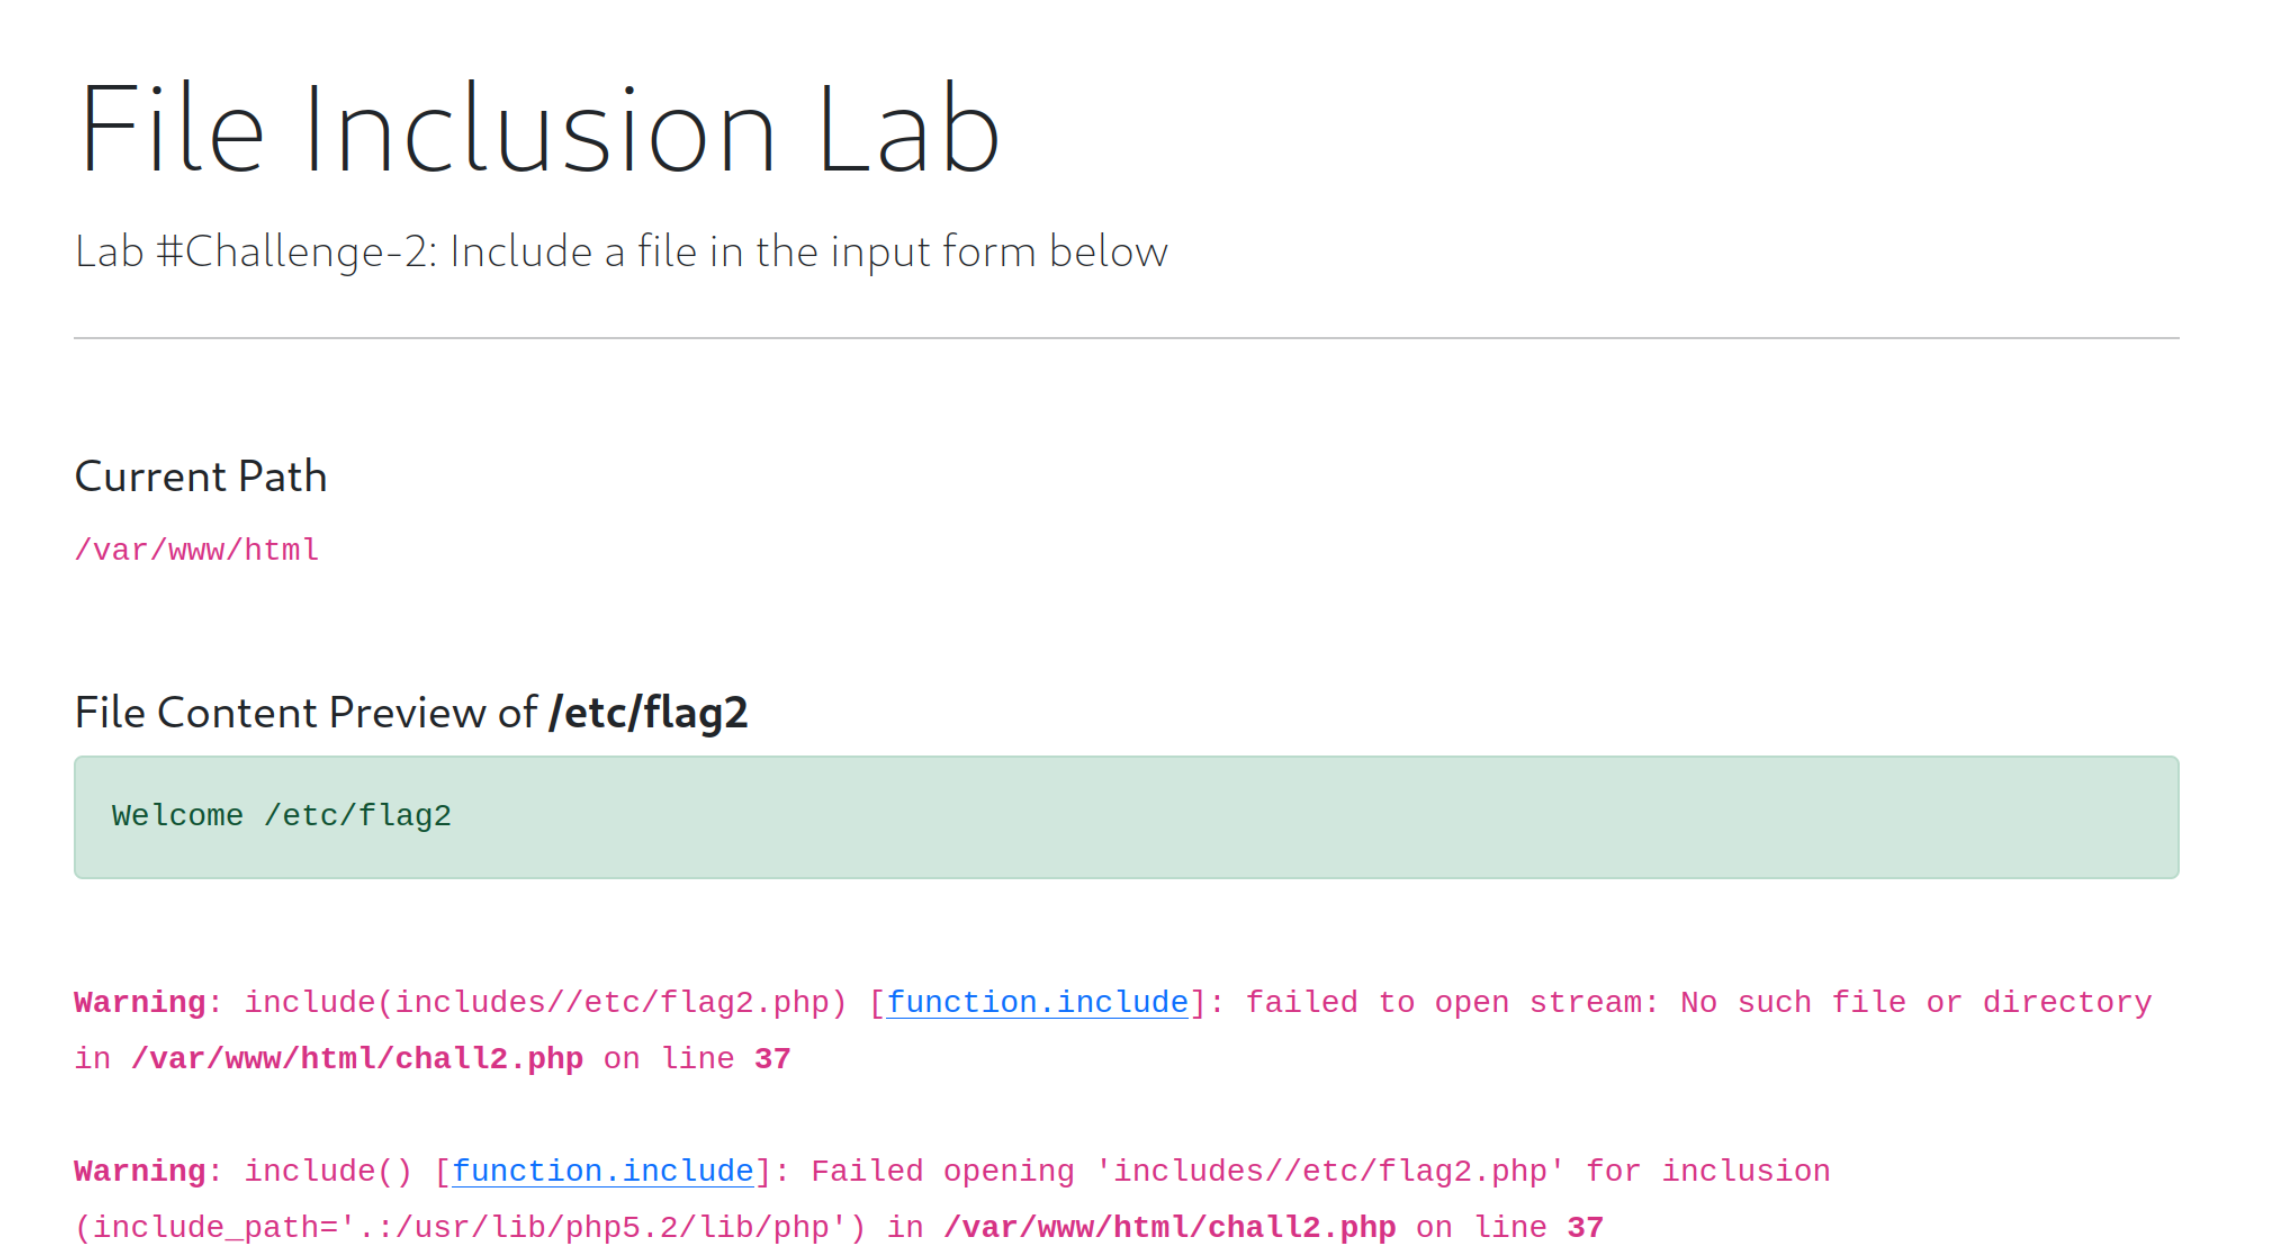 File Inclusion Lab
Lab #Challenge-2: Include a file in the input form below
Current Path
/var/www/html
File Content Preview of /etc/flag2
Welcome /etc/flag2
Warning: include(includes//etc/flag2.php) [function.include]: failed to open stream: No such file or directory
in /var/www/html/chall2.php on line 37
Warning: include() [function.include]: Failed opening 'includes//etc/flag2.php' for inclusion
(include_path='.:/usr/lib/php5.2/lib/php') in /var/www/html/chall2.php on line 37